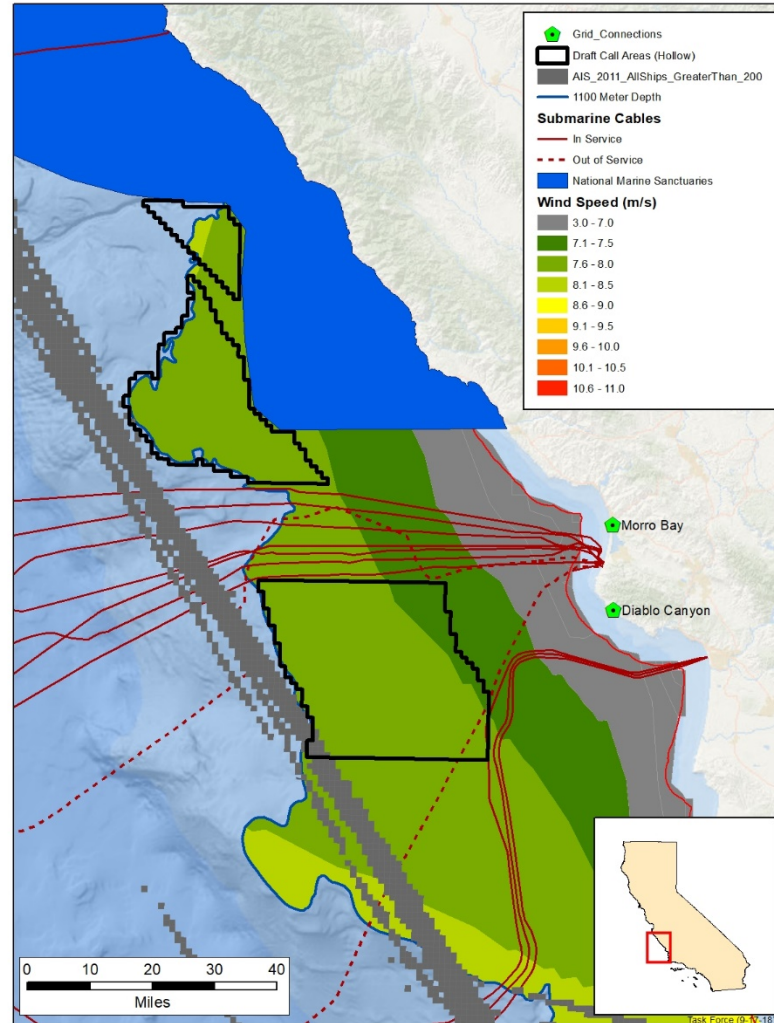 Grid_Connections
Draft Call Areas (Hollow)
AIS_2011_AllShips_GreaterThan_200
1100 Meter Depth
Submarine Cables
In Service
Out of Service
National Marine Sanctuaries
Wind Speed (m/s)
3.0 - 7.0
7.1 - 7.5
7.6 - 8.0
8.1 - 8.5
8.6 - 9.0
9.1 - 9.5
9.6 - 10.0
10.1 - 10.5
10.6 - 11.0
Morro Bay
Diablo Canyon
0 10 20 30 40
Miles
Task Force (9-17-18)